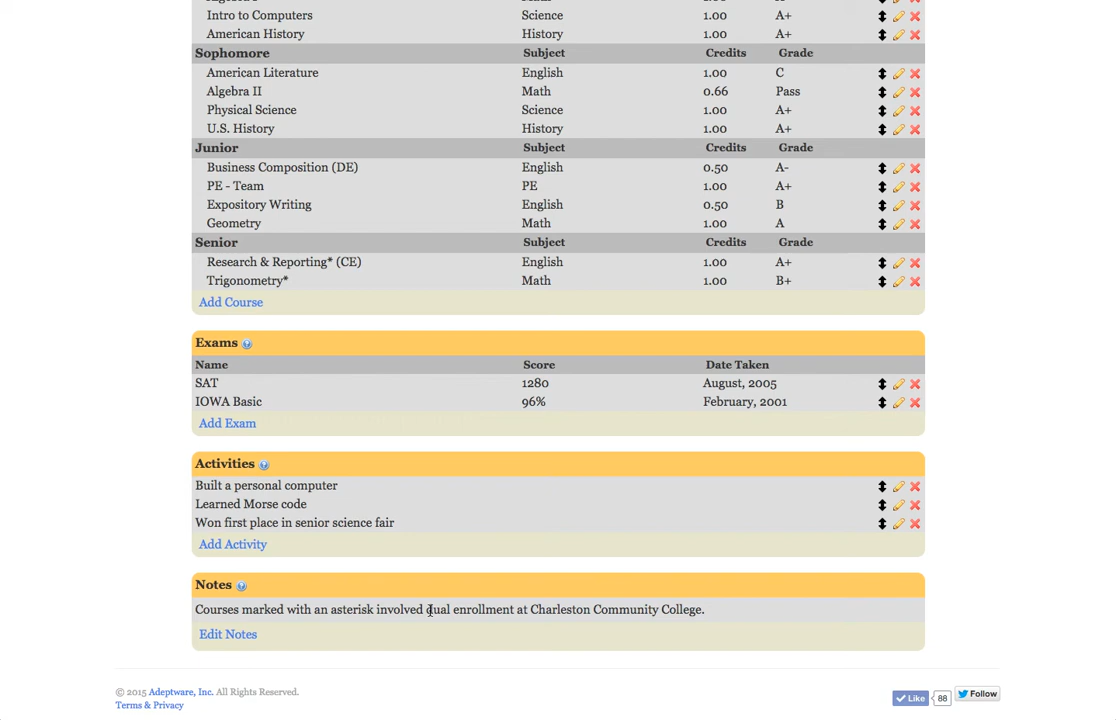 Intro to Computers Science 1.00 A+
American History History 1.00 A+
Sophomore Subject Credits Grade
American Literature English 1.00 C
Algebra II Math 0.66 Pass
Physical Science Science 1.00 A+
U.S. History History 1.00 A+
Junior Subject Credits Grade
Business Composition (DE) English 0.50 A-
PE - Team PE 1.00 A+
Expository Writing English 0.50 B
Geometry Math 1.00 A
Senior Subject Credits Grade
Research & Reporting* (CE) English 1.00 A+
Trigonometry* Math 1.00 B+
Add Course
Exams
Name Score Date Taken
SAT 1280 August, 2005
IOWA Basic 96% February, 2001
Add Exam
Activities
Built a personal computer
Learned Morse code
Won first place in senior science fair
Add Activity
Notes
Courses marked with an asterisk involved dual enrollment at Charleston Community College.
Edit Notes
© 2015 Adeptware, Inc. All Rights Reserved.
Terms & Privacy
Like 88 Follow